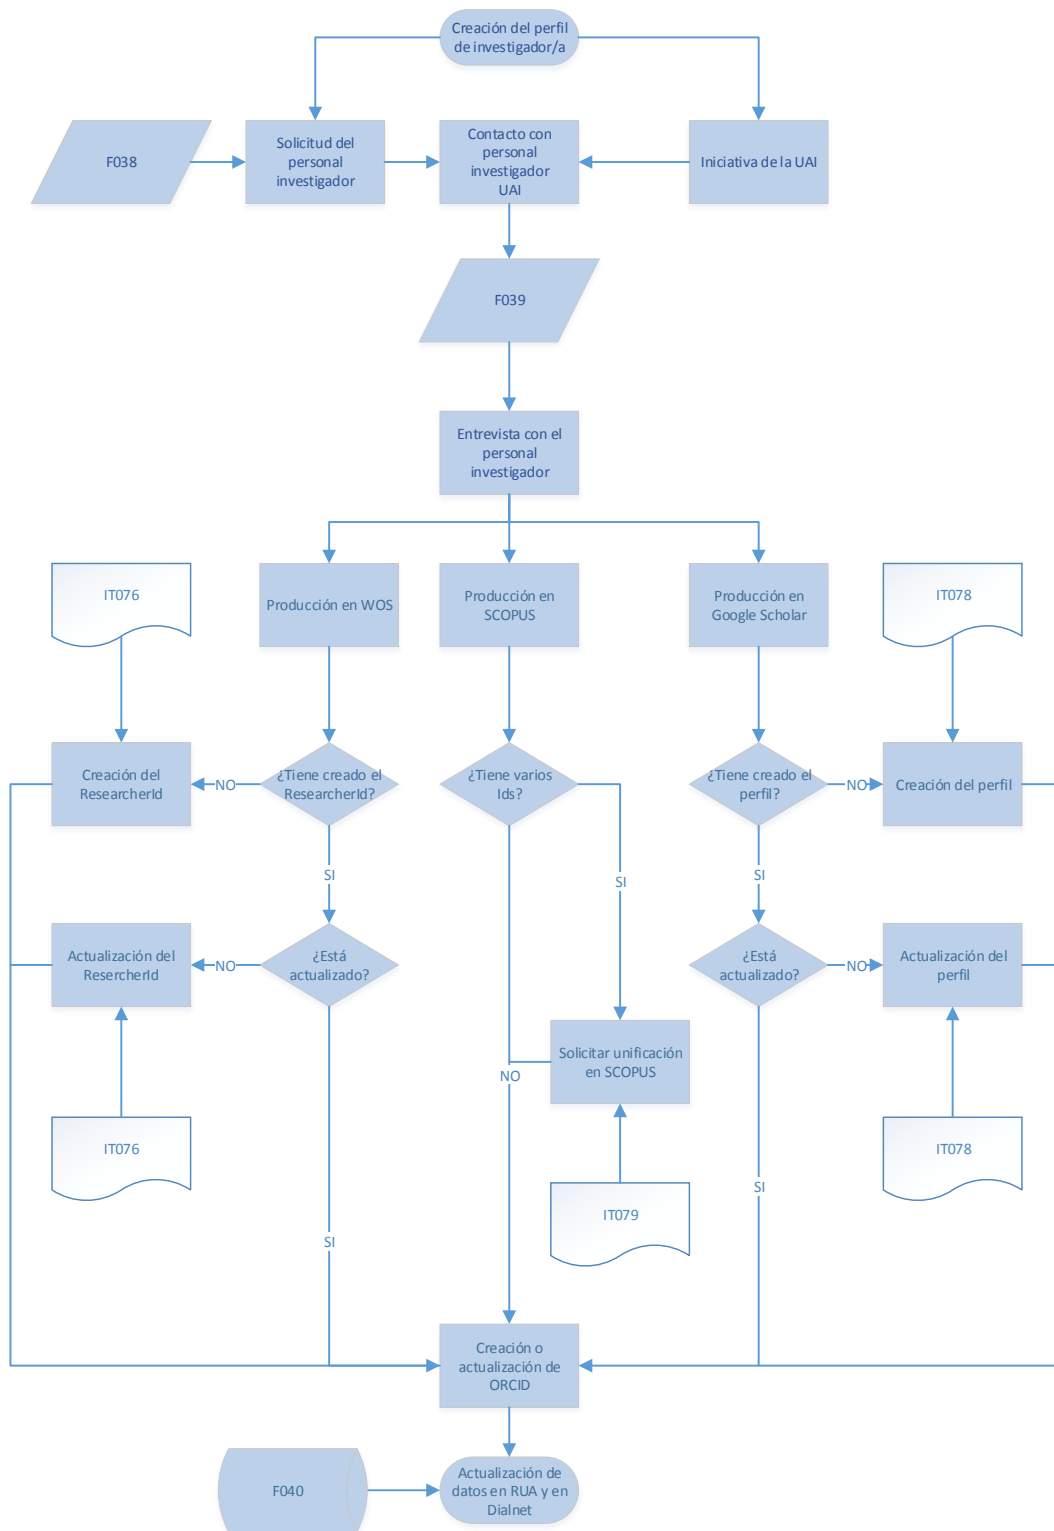 Creación del perfil
de investigador/a
F038
Solicitud del
personal
investigador
Contacto con
personal
investigador
UAI
Iniciativa de la UAI
F039
Entrevista con el
personal
investigador
IT076
Producción en WOS
Producción en
SCOPUS
Producción en
Google Scholar
IT078
Creación del
ResearcherId
NO
¿Tiene creado el
ResearcherId?
¿Tiene varios
Ids?
¿Tiene creado el
perfil?
NO
Creación del perfil
SI
SI
SI
Actualización del
ResercherId
NO
¿Está
actualizado?
¿Está
actualizado?
NO
Actualización del
perfil
Solicitar unificación
en SCOPUS
NO
IT076
IT078
SI
IT079
SI
Creación o
actualización de
ORCID
F040
Actualización de
datos en RUA y en
Dialnet